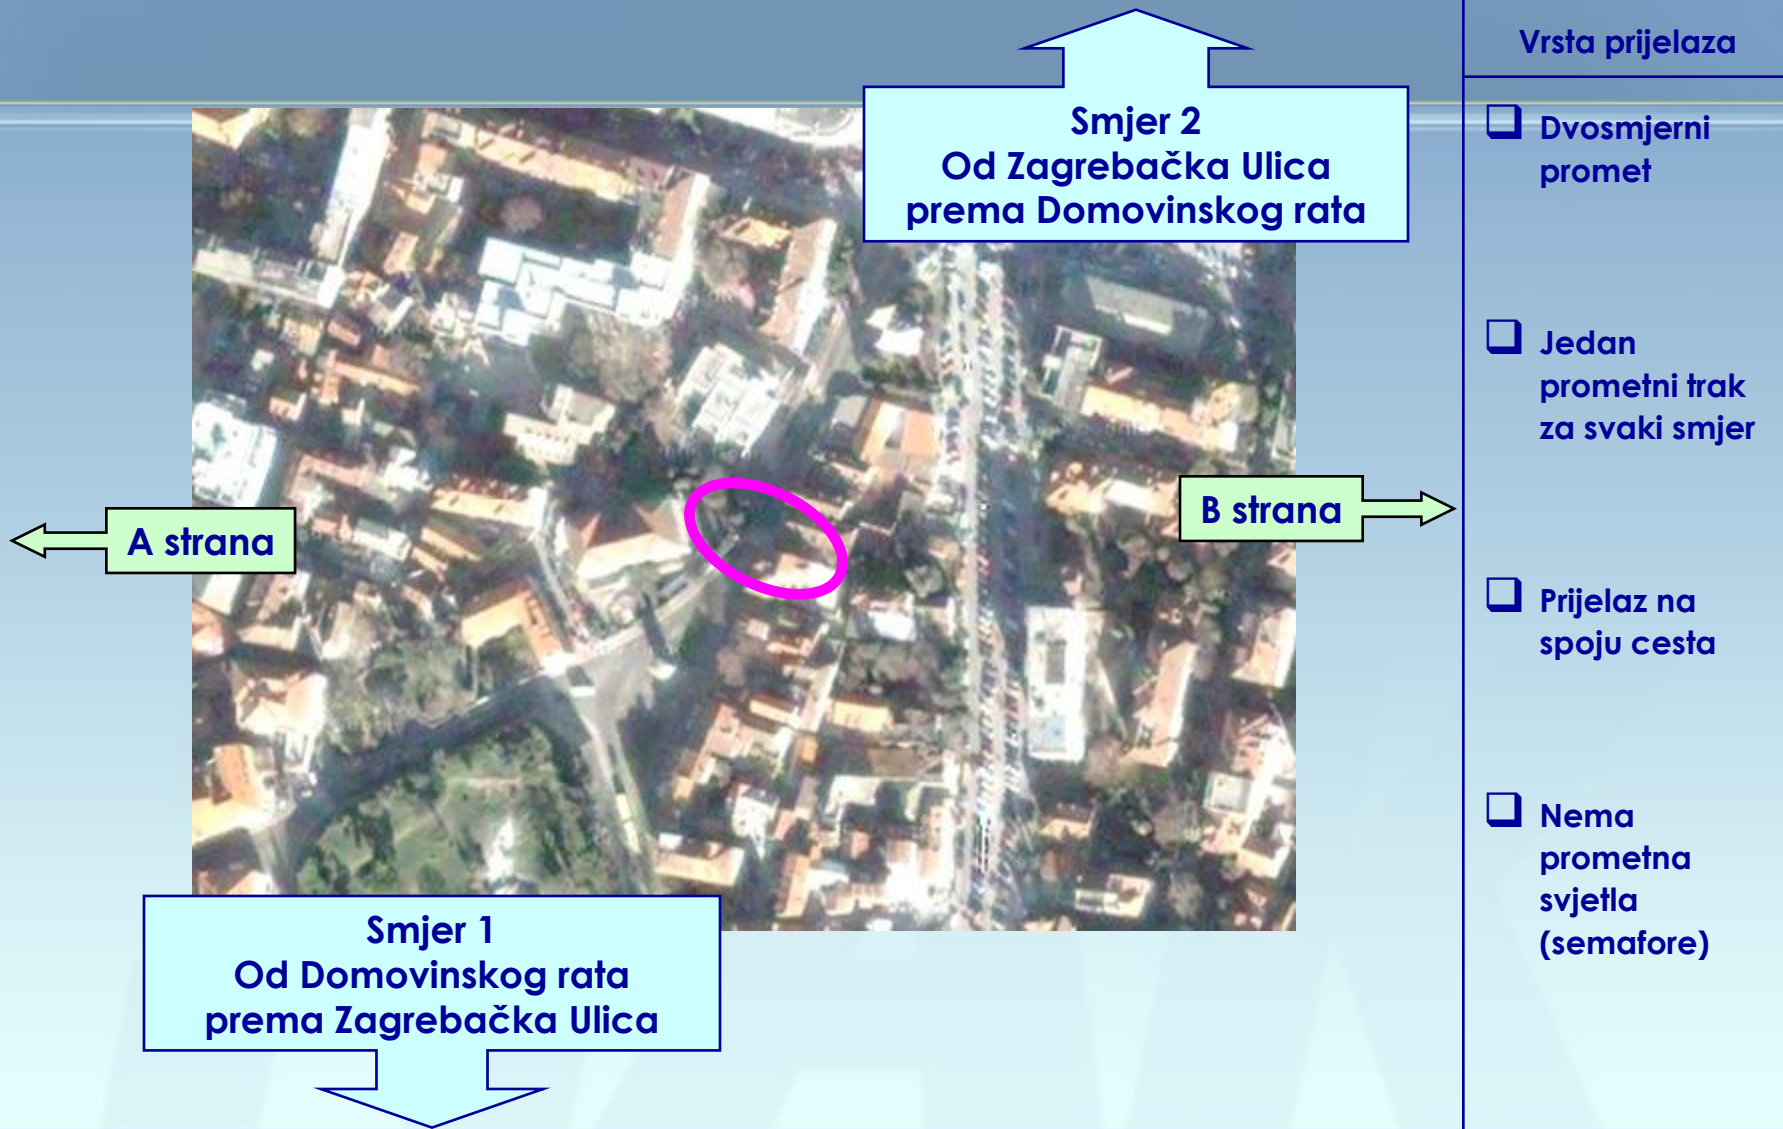 Smjer 2
Od Zagrebačka Ulica
prema Domovinskog rata
A strana
B strana
Smjer 1
Od Domovinskog rata
prema Zagrebačka Ulica
Vrsta prijelaza
Dvosmjerni
promet
Jedan
prometni trak
za svaki smjer
Prijelaz na
spoju cesta
Nema
prometna
svjetla
(semafore)